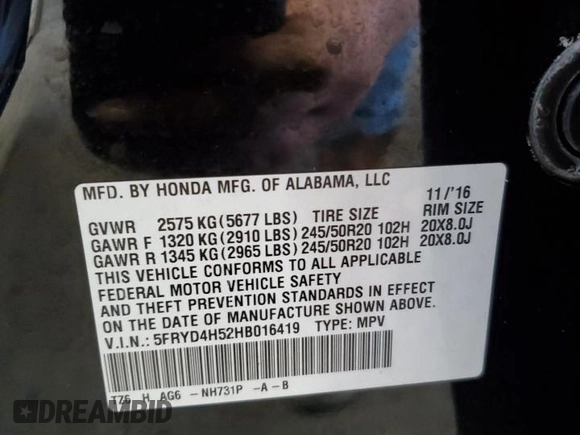 MFD. BY HONDA MFG. OF ALABAMA, LLC 11/'16
GVWR 2575 KG (5677 LBS) TIRE SIZE RIM SIZE
GAWR F 1320 KG (2910 LBS) 245/50R20 102H 20X8.0J
GAWR R 1345 KG (2965 LBS) 245/50R20 102H 20X8.0J
THIS VEHICLE CONFORMS TO ALL APPLICABLE
FEDERAL MOTOR VEHICLE SAFETY
AND THEFT PREVENTION STANDARDS IN EFFECT
ON THE DATE OF MANUFACTURE SHOWN ABOVE.
V.I.N.: 5FRYD4H52HB016419 TYPE: MPV
TZ6 H AG6 -NH731P -A-B
DREAMBID